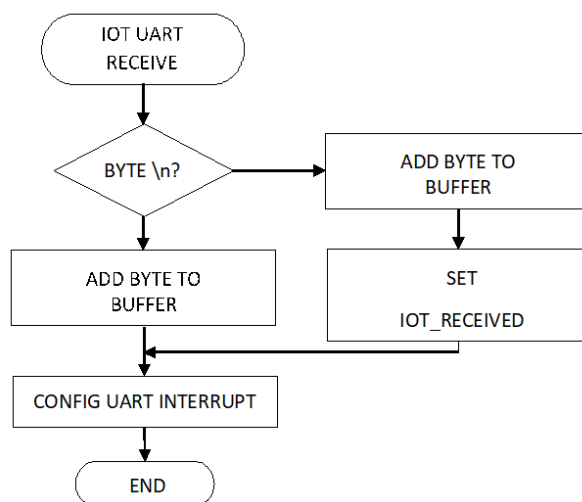 IOT UART
RECEIVE
BYTE \n?
ADD BYTE TO
BUFFER
ADD BYTE TO
BUFFER
SET
IOT_RECEIVED
CONFIG UART INTERRUPT
END